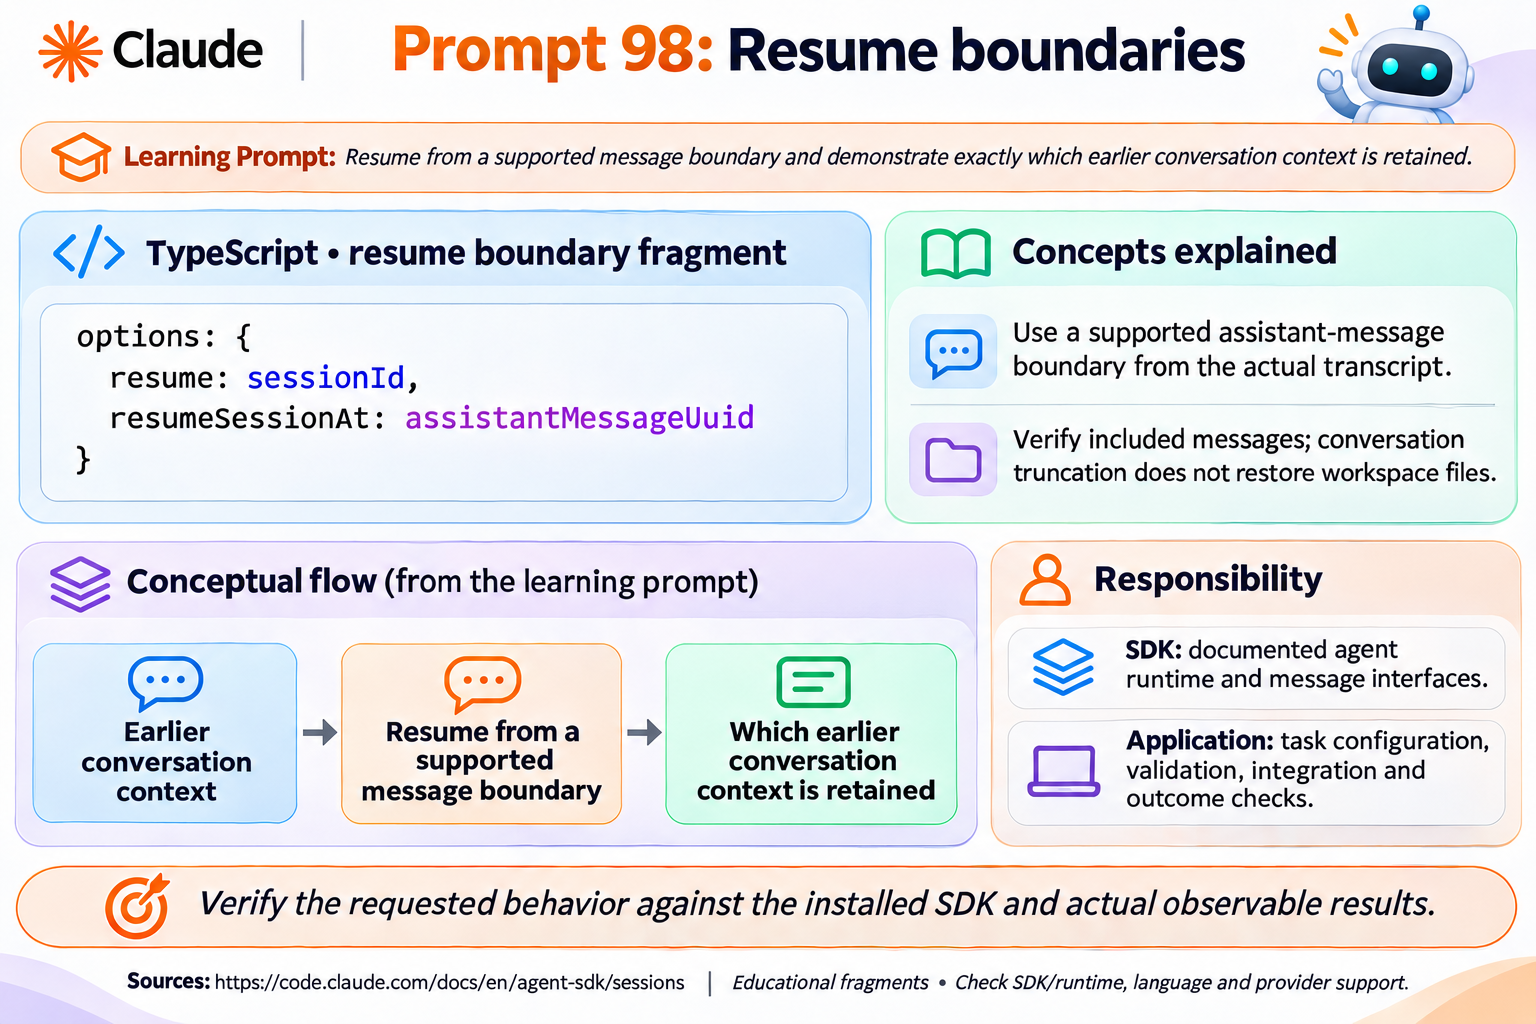 Claude
Prompt 98: Resume boundaries
Learning Prompt: Resume from a supported message boundary and demonstrate exactly which earlier conversation context is retained.
TypeScript • resume boundary fragment
options: {
resume: sessionId,
resumeSessionAt: assistantMessageUuid
}
Concepts explained
Use a supported assistant-message
boundary from the actual transcript.
Verify included messages; conversation
truncation does not restore workspace files.
Conceptual flow (from the learning prompt)
Earlier
conversation
context
Resume from a
supported
message boundary
Which earlier
conversation
context is retained
Responsibility
SDK: documented agent
runtime and message interfaces.
Application: task configuration,
validation, integration and
outcome checks.
Verify the requested behavior against the installed SDK and actual observable results.
Sources: https://code.claude.com/docs/en/agent-sdk/sessions | Educational fragments • Check SDK/runtime, language and provider support.